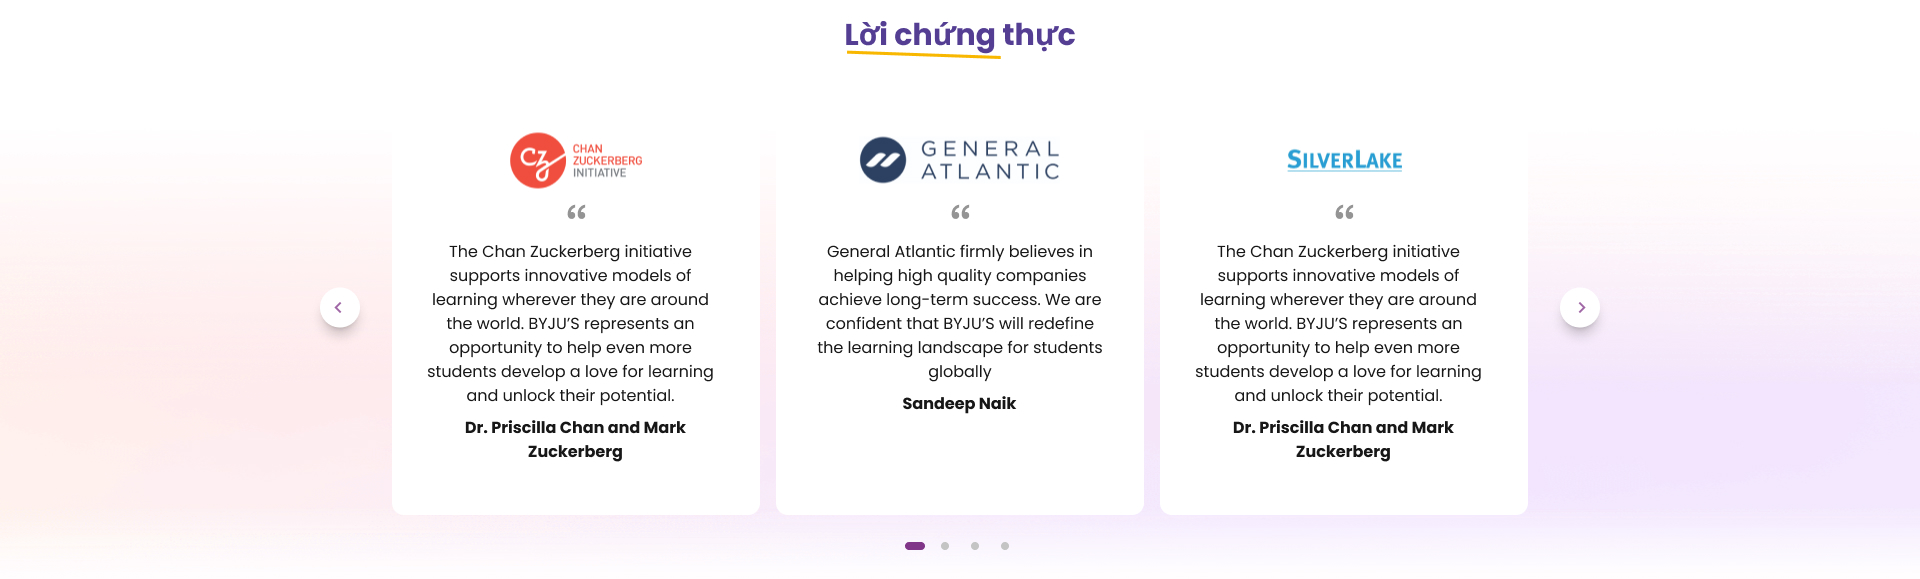 Lời chứng thực
CHAN
ZUCKERBERG
INITIATIVE
“
The Chan Zuckerberg initiative
supports innovative models of
learning wherever they are around
the world. BYJU’S represents an
opportunity to help even more
students develop a love for learning
and unlock their potential.
Dr. Priscilla Chan and Mark
Zuckerberg
GENERAL
ATLANTIC
“
General Atlantic firmly believes in
helping high quality companies
achieve long-term success. We are
confident that BYJU’S will redefine
the learning landscape for students
globally
Sandeep Naik
SILVERLAKE
“
The Chan Zuckerberg initiative
supports innovative models of
learning wherever they are around
the world. BYJU’S represents an
opportunity to help even more
students develop a love for learning
and unlock their potential.
Dr. Priscilla Chan and Mark
Zuckerberg